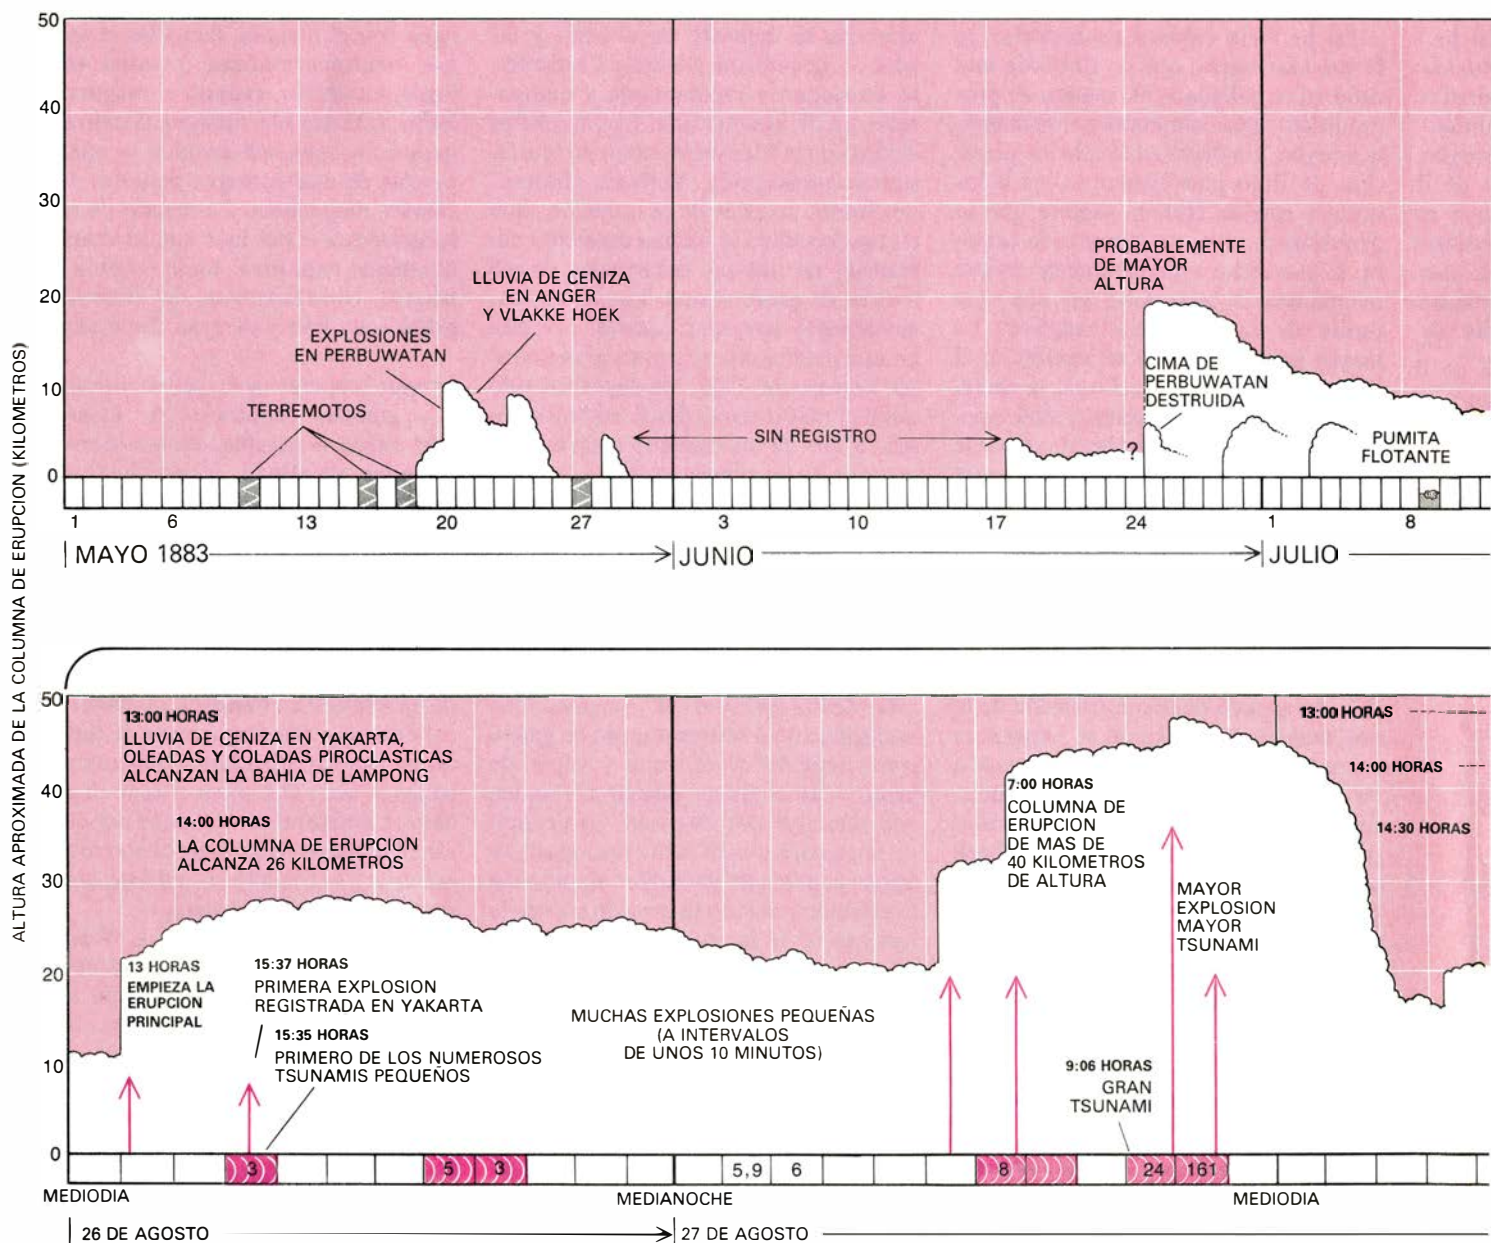 ALTURA APROXIMADA DE LA COLUMNA DE ERUPCION (KILOMETROS)
50
40
30
20
10
0
TERREMOTOS
EXPLOSIONES
EN PERBUWATAN
LLUVIA DE CENIZA
EN ANGER
Y VLAKKE HOEK
SIN REGISTRO
PROBABLEMENTE
DE MAYOR
ALTURA
CIMA DE
PERBUWATAN
DESTRUIDA
?
PUMITA
FLOTANTE
1 6 13 20 27 3 10 17 24 1 8
MAYO 1883 JUNIO JULIO
50
40
30
20
10
0
13:00 HORAS
LLUVIA DE CENIZA EN YAKARTA,
OLEADAS Y COLADAS PIROCLASTICAS
ALCANZAN LA BAHIA DE LAMPONG
14:00 HORAS
LA COLUMNA DE ERUPCION
ALCANZA 26 KILOMETROS
13 HORAS
EMPIEZA LA
ERUPCION
PRINCIPAL
15:37 HORAS
PRIMERA EXPLOSION
REGISTRADA EN YAKARTA
15:35 HORAS
PRIMERO DE LOS NUMEROSOS
TSUNAMIS PEQUEÑOS
MUCHAS EXPLOSIONES PEQUEÑAS
(A INTERVALOS
DE UNOS 10 MINUTOS)
7:00 HORAS
COLUMNA DE
ERUPCION
DE MAS DE
40 KILOMETROS
DE ALTURA
9:06 HORAS
GRAN
TSUNAMI
MAYOR
EXPLOSION
MAYOR
TSUNAMI
13:00 HORAS
14:00 HORAS
14:30 HORAS
3 5 3 5,9 6 8 24 161
MEDIODIA MEDIANOCHE MEDIODIA
26 DE AGOSTO 27 DE AGOSTO